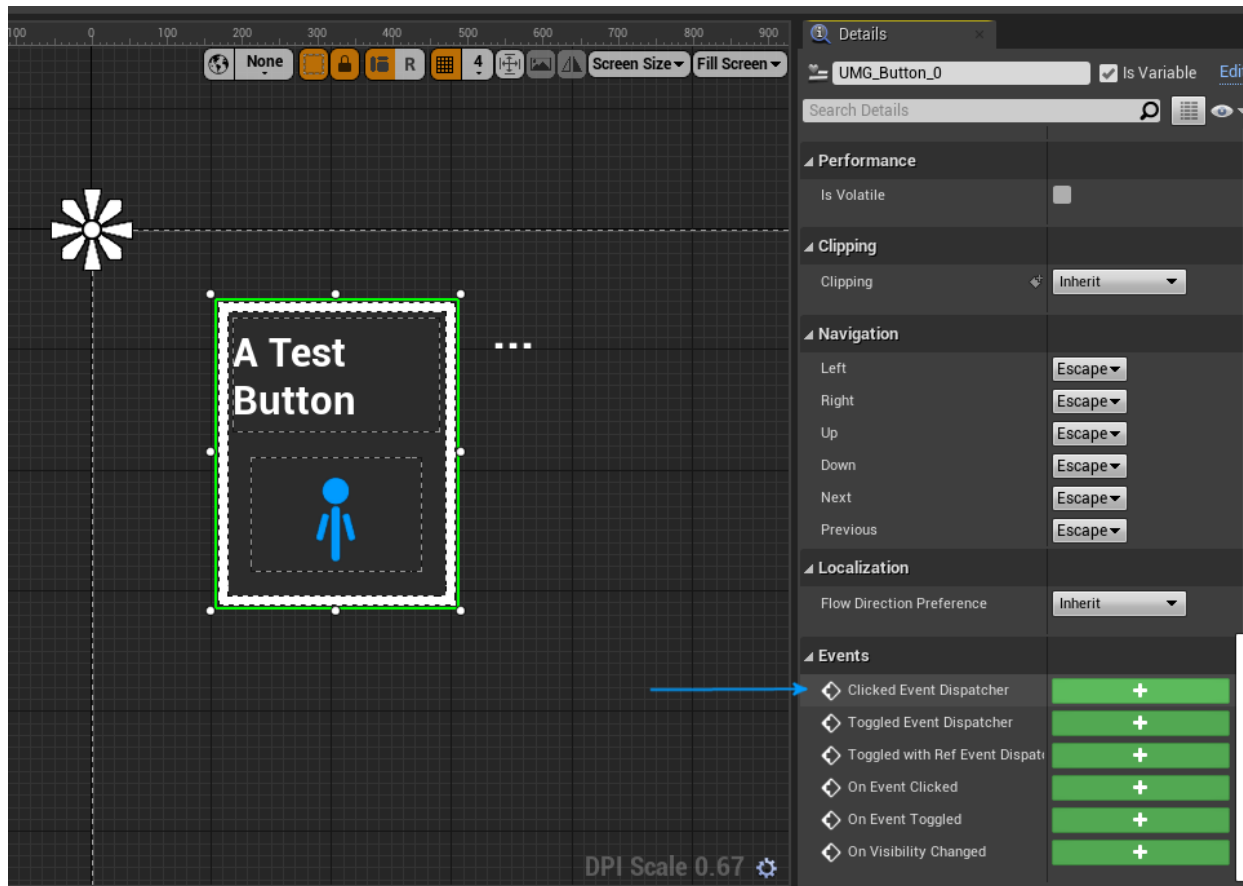 100 0 100 200 300 400 500 600 700 800 900
None R 4 Screen Size Fill Screen
A Test
Button
...
DPI Scale 0.67
Details
UMG_Button_0 Is Variable Edi
Search Details
Performance
Is Volatile
Clipping
Clipping Inherit
Navigation
Left Escape
Right Escape
Up Escape
Down Escape
Next Escape
Previous Escape
Localization
Flow Direction Preference Inherit
Events
Clicked Event Dispatcher
Toggled Event Dispatcher
Toggled with Ref Event Dispat
On Event Clicked
On Event Toggled
On Visibility Changed